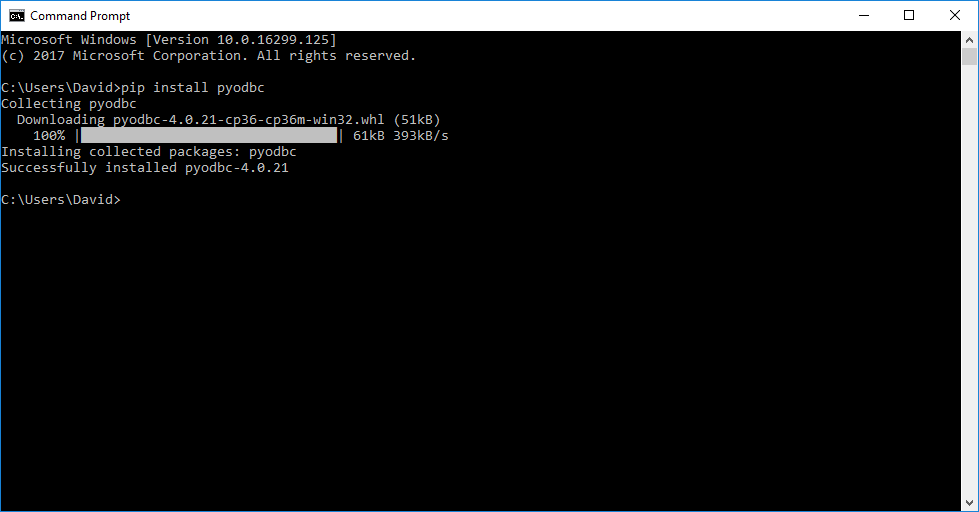 Command Prompt
Microsoft Windows [Version 10.0.16299.125]
(c) 2017 Microsoft Corporation. All rights reserved.
C:\Users\David>pip install pyodbc
Collecting pyodbc
  Downloading pyodbc-4.0.21-cp36-cp36m-win32.whl (51kB)
    100% |████████████████████████████████| 61kB 393kB/s
Installing collected packages: pyodbc
Successfully installed pyodbc-4.0.21
C:\Users\David>